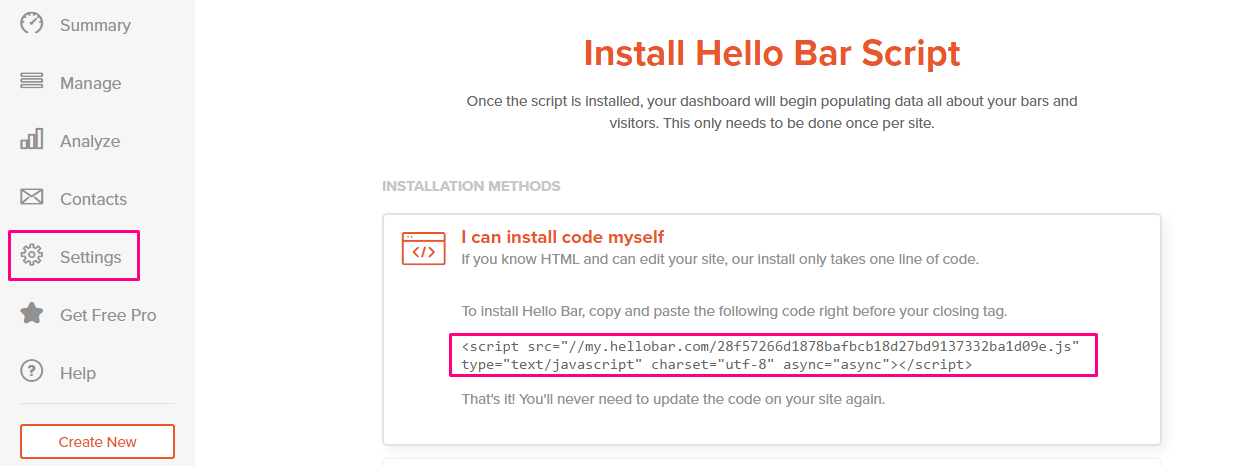 Summary
Manage
Analyze
Contacts
Settings
Get Free Pro
Help
Create New
Install Hello Bar Script
Once the script is installed, your dashboard will begin populating data all about your bars and
visitors. This only needs to be done once per site.
INSTALLATION METHODS
I can install code myself
If you know HTML and can edit your site, our install only takes one line of code.
To install Hello Bar, copy and paste the following code right before your closing tag.
<script src="//my.hellobar.com/28f57266d1878bafbcb18d27bd9137332ba1d09e.js"
type="text/javascript" charset="utf-8" async="async"></script>
That's it! You'll never need to update the code on your site again.